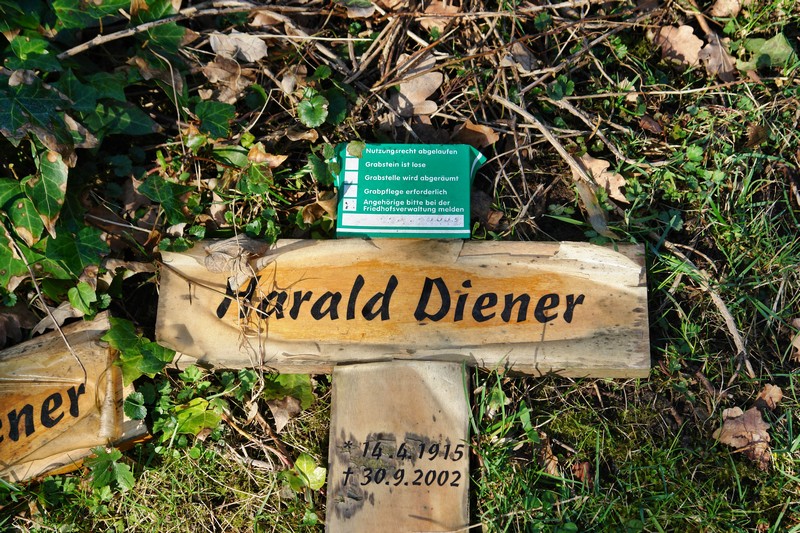 Nutzungsrecht abgelaufen
Grabstein ist lose
Grabstelle wird abgeräumt
Grabpflege erforderlich
Angehörige bitte bei der
Friedhofsverwaltung melden
Harald Diener
ener
* 14.4.1915
† 30.9.2002